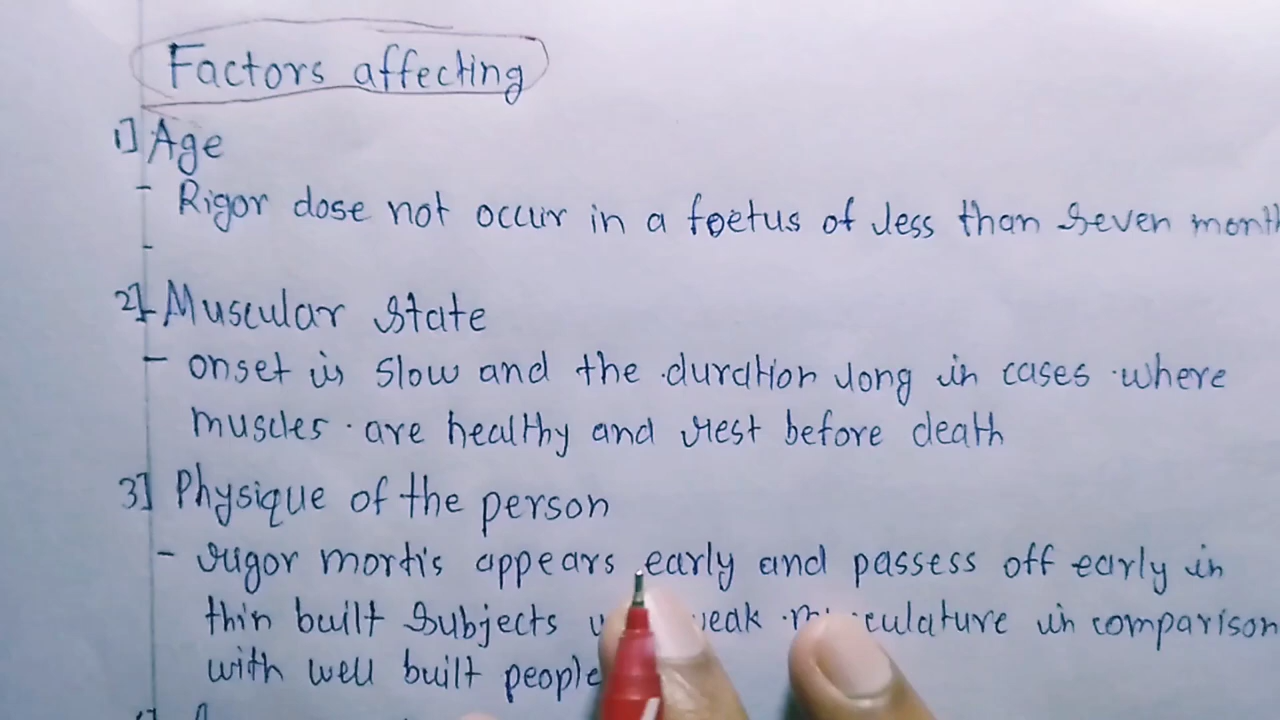 Factors affecting
1] Age
- Rigor dose not occur in a foetus of less than seven month
-
2] Muscular state
- onset is slow and the duration long in cases where
muscles are healthy and rest before death
3] Physique of the person
- rigor mortis appears early and passess off early in
thin built subjects in comparison
with well built people